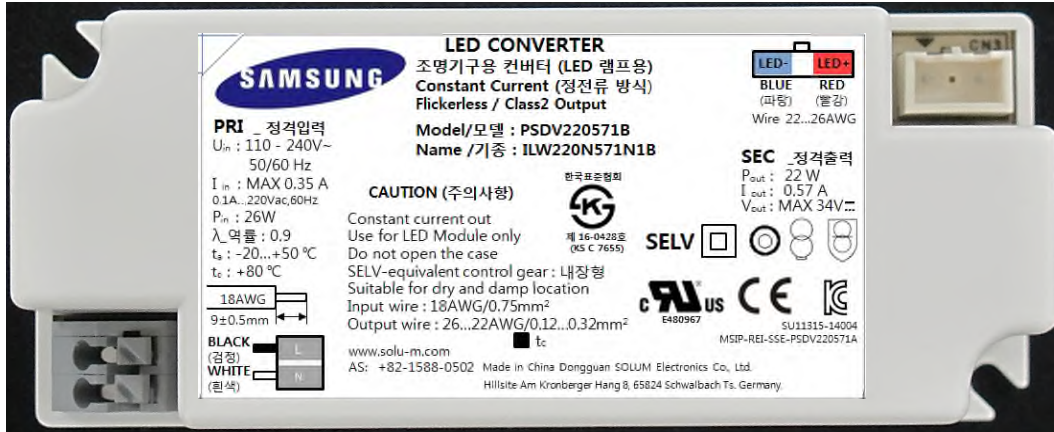 SAMSUNG
LED CONVERTER
조명기구용 컨버터 (LED 램프용)
Constant Current (정전류 방식)
Flickerless / Class2 Output
Model/모델 : PSDV220571B
Name /기종 : ILW220N571N1B
LED- LED+
BLUE RED
(파랑) (빨강)
Wire 22...26AWG
CN3
PRI _ 정격입력
Uin : 110 - 240V~
50/60 Hz
I in : MAX 0.35 A
0.1A...220Vac,60Hz
Pin : 26W
λ_역률 : 0.9
ta : -20...+50 ℃
tc : +80 ℃
18AWG
9±0.5mm
BLACK
(검정)
WHITE
(흰색)
L
N
CAUTION (주의사항)
Constant current out
Use for LED Module only
Do not open the case
SELV-equivalent control gear : 내장형
Suitable for dry and damp location
Input wire : 18AWG/0.75mm²
Output wire : 26...22AWG/0.12...0.32mm²
tc
www.solu-m.com
AS: +82-1588-0502 Made in China Dongguan SOLUM Electronics Co., Ltd.
Hillsite Am Kronberger Hang 8, 65824 Schwalbach Ts. Germany.
한국표준협회
제 16-0428호
(KS C 7655)
SEC _정격출력
Pout : 22 W
I out : 0.57 A
Vout : MAX 34V
SELV
c RU US
E480967
CE
SU11315-14004
MSIP-REI-SSE-PSDV220571A